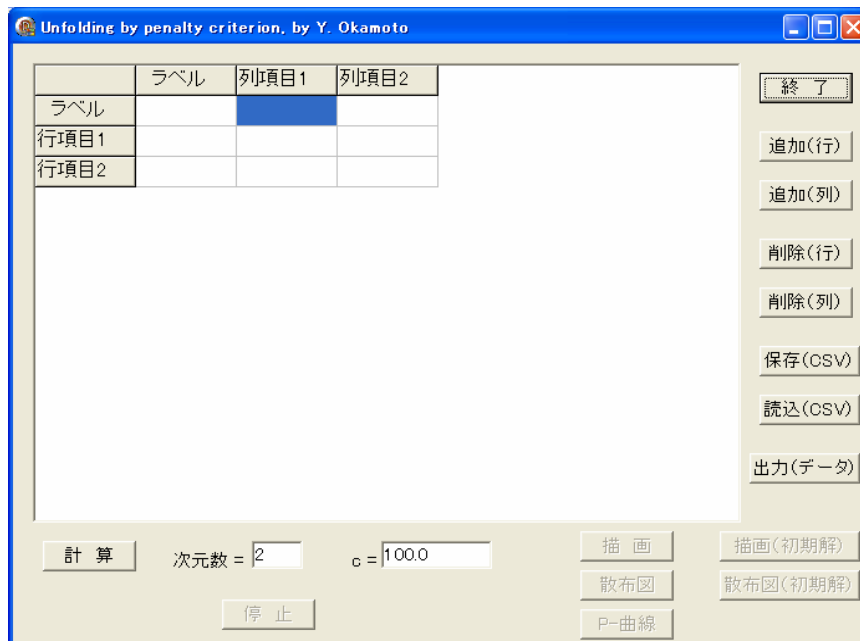 Unfolding by penalty criterion, by Y. Okamoto
ラベル 列項目1 列項目2
ラベル
行項目1
行項目2
終 了
追加(行)
追加(列)
削除(行)
削除(列)
保存(CSV)
読込(CSV)
出力(データ)
計 算 次元数 = 2 c = 100.0
停 止
描 画 描画(初期解)
散布図 散布図(初期解)
P-曲線